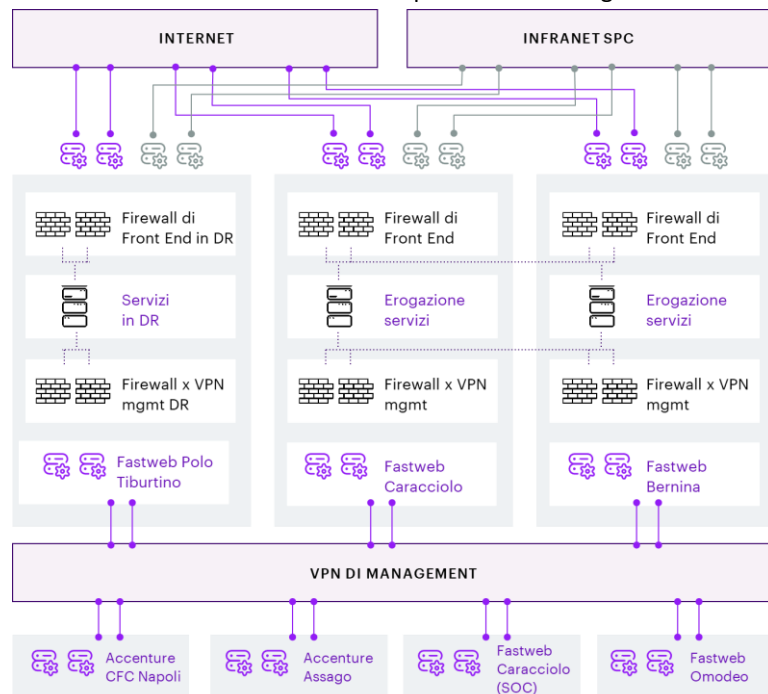 INTERNET
INFRANET SPC
Firewall di
Front End in DR
Firewall di
Front End
Firewall di
Front End
Servizi
in DR
Erogazione
servizi
Erogazione
servizi
Firewall x VPN
mgmt DR
Firewall x VPN
mgmt
Firewall x VPN
mgmt
Fastweb Polo
Tiburtino
Fastweb
Caracciolo
Fastweb
Bernina
VPN DI MANAGEMENT
Accenture
CFC Napoli
Accenture
Assago
Fastweb
Caracciolo
(SOC)
Fastweb
Omodeo